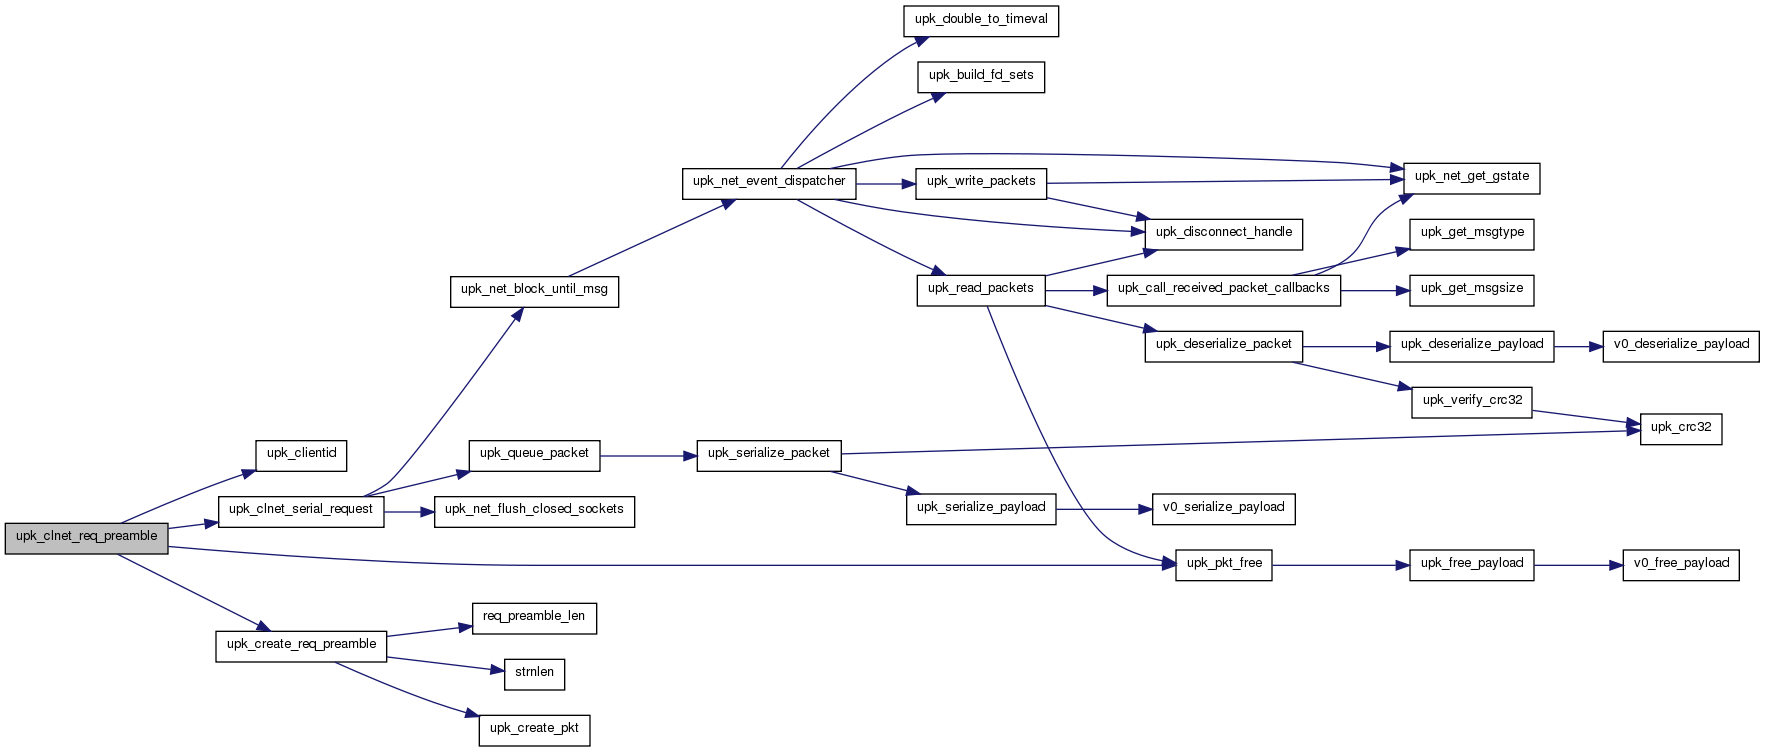 upk_double_to_timeval
upk_build_fd_sets
upk_net_event_dispatcher
upk_write_packets
upk_net_get_gstate
upk_disconnect_handle
upk_get_msgtype
upk_net_block_until_msg
upk_read_packets
upk_call_received_packet_callbacks
upk_get_msgsize
upk_deserialize_packet
upk_deserialize_payload
v0_deserialize_payload
upk_verify_crc32
upk_crc32
upk_clientid
upk_queue_packet
upk_serialize_packet
upk_clnet_serial_request
upk_net_flush_closed_sockets
upk_serialize_payload
v0_serialize_payload
upk_clnet_req_preamble
upk_pkt_free
upk_free_payload
v0_free_payload
req_preamble_len
upk_create_req_preamble
strnlen
upk_create_pkt